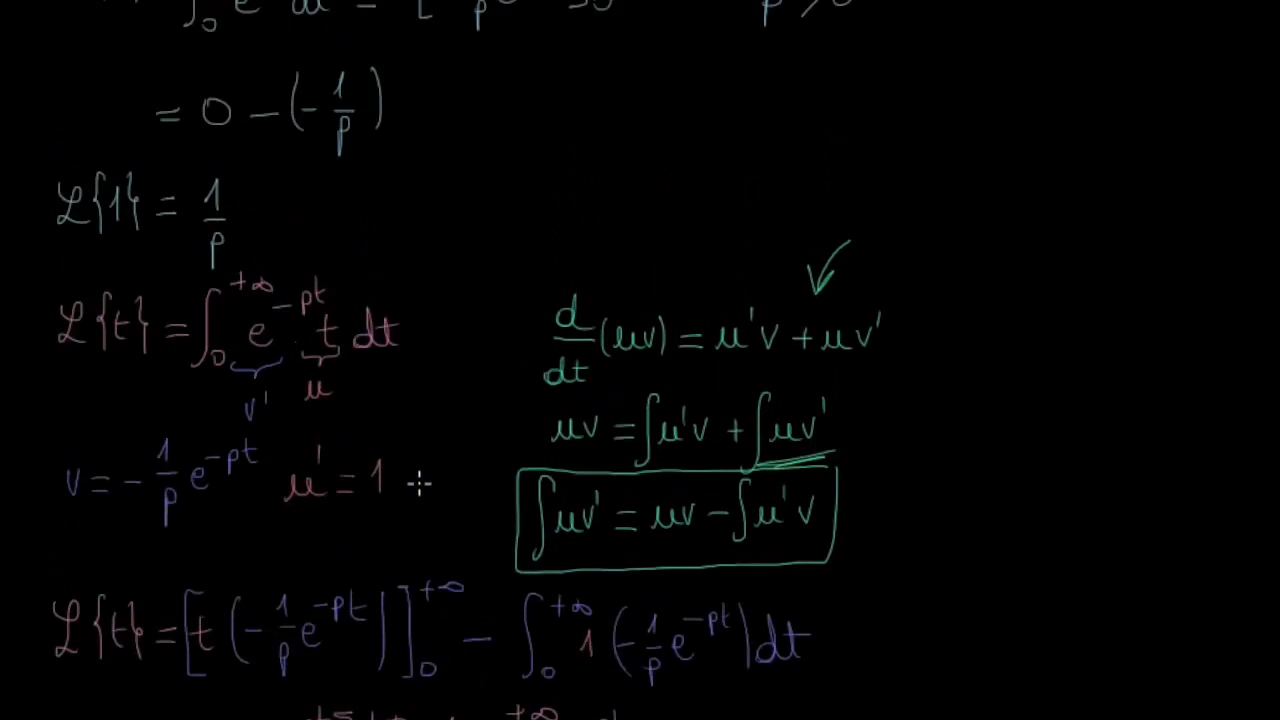 = 0 - (- 1/p)
ℒ{1} = 1/p
ℒ{t} = ∫₀^{+∞} e^{-pt} t dt
v' u
v = - 1/p e^{-pt} u' = 1
d/dt (uv) = u'v + uv'
uv = ∫u'v + ∫uv'
∫uv' = uv - ∫u'v
ℒ{t} = [t (- 1/p e^{-pt})]₀^{+∞} - ∫₀^{+∞} 1 (- 1/p e^{-pt}) dt